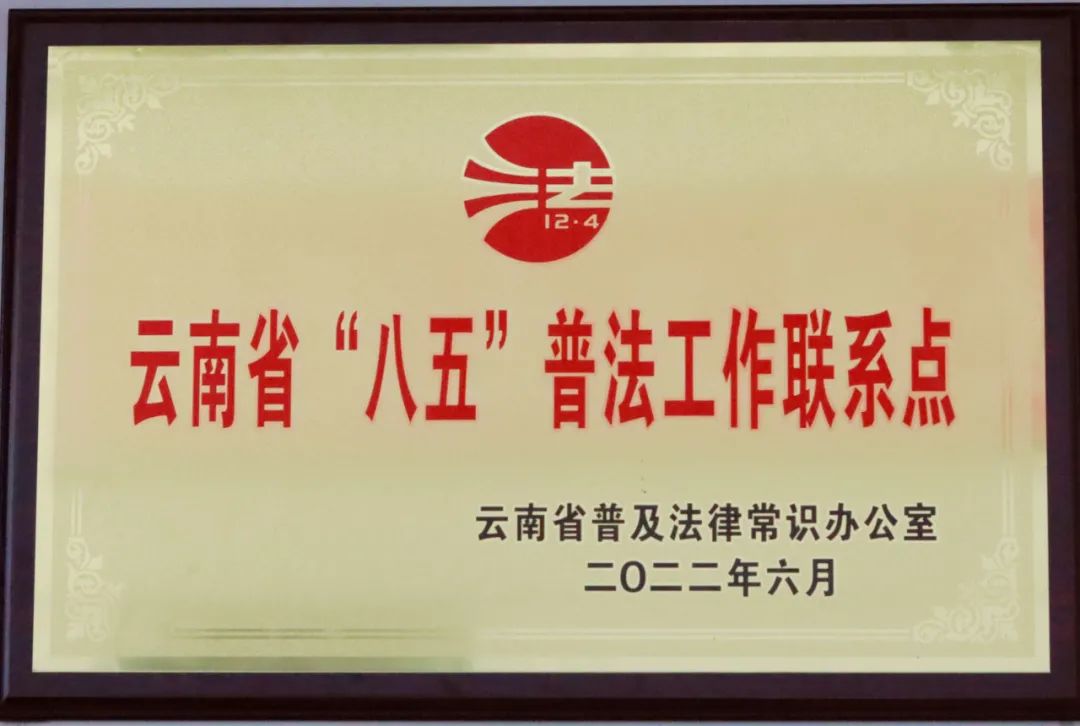 法
12·4
云南省“八五”普法工作联系点
云南省普及法律常识办公室
二〇二二年六月